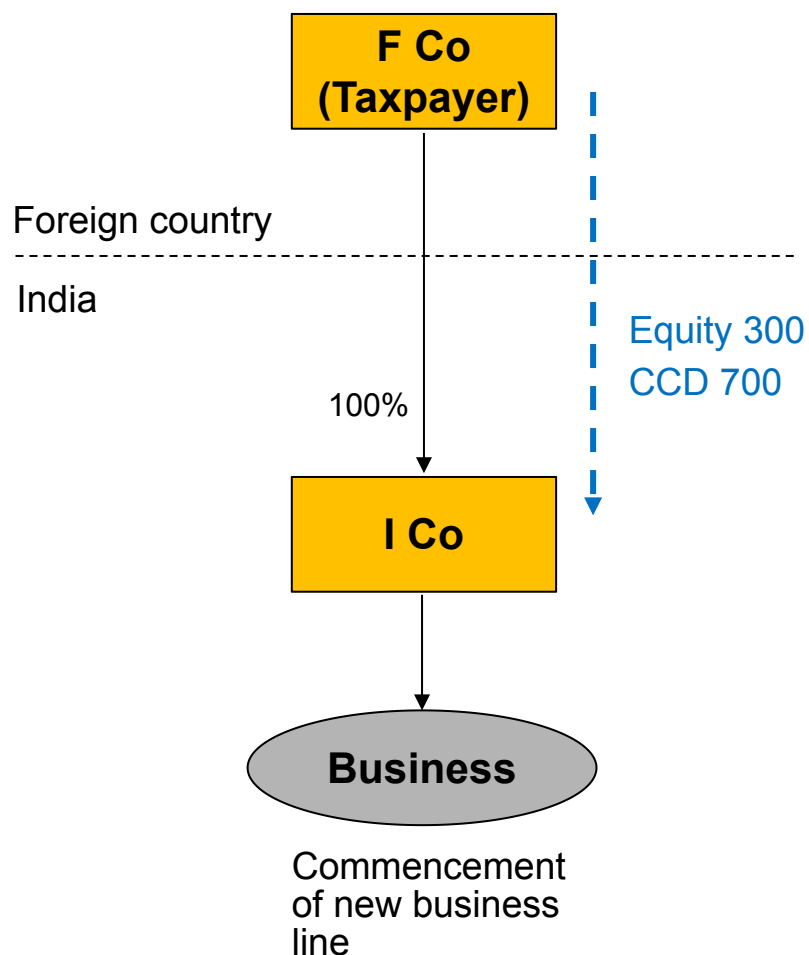 F Co
(Taxpayer)
Foreign country
India
Equity 300
CCD 700
100%
I Co
Business
Commencement
of new business
line